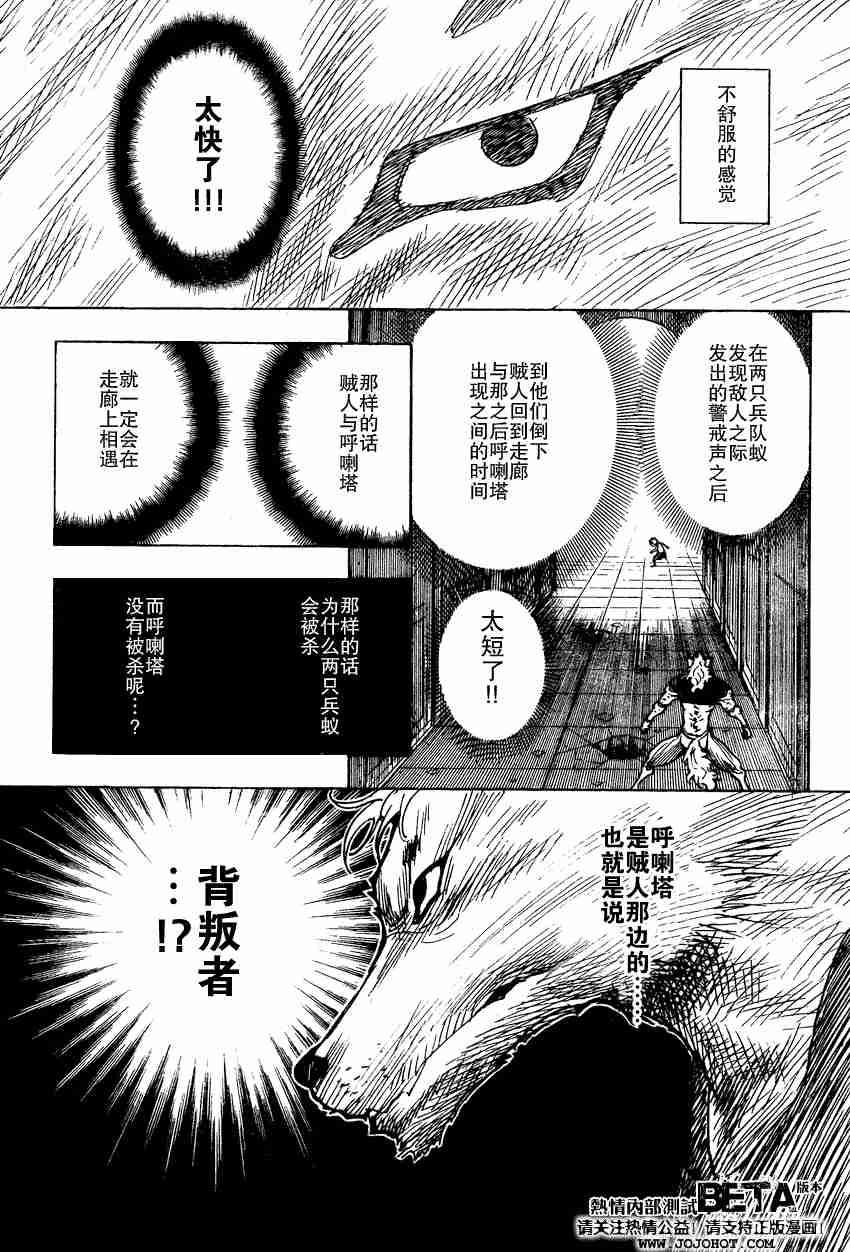 不舒服的感觉
太快了!!!
在两只兵队蚁
发现敌人之际
发出的警戒声之后
到他们倒下
贼人回到走廊
与那之后呼喇塔
出现之间的时间
太短了!!
那样的话
贼人与呼喇塔
就一定会在
走廊上相遇
那样的话
为什么两只兵蚁
会被杀
而呼喇塔
没有被杀呢…?
呼喇塔
是贼人那边的……
也就是说
背叛者
…!?
熱情內部測試BETA版本
请关注热情公益! 请支持正版漫画!
WWW.JOJOHOT.COM